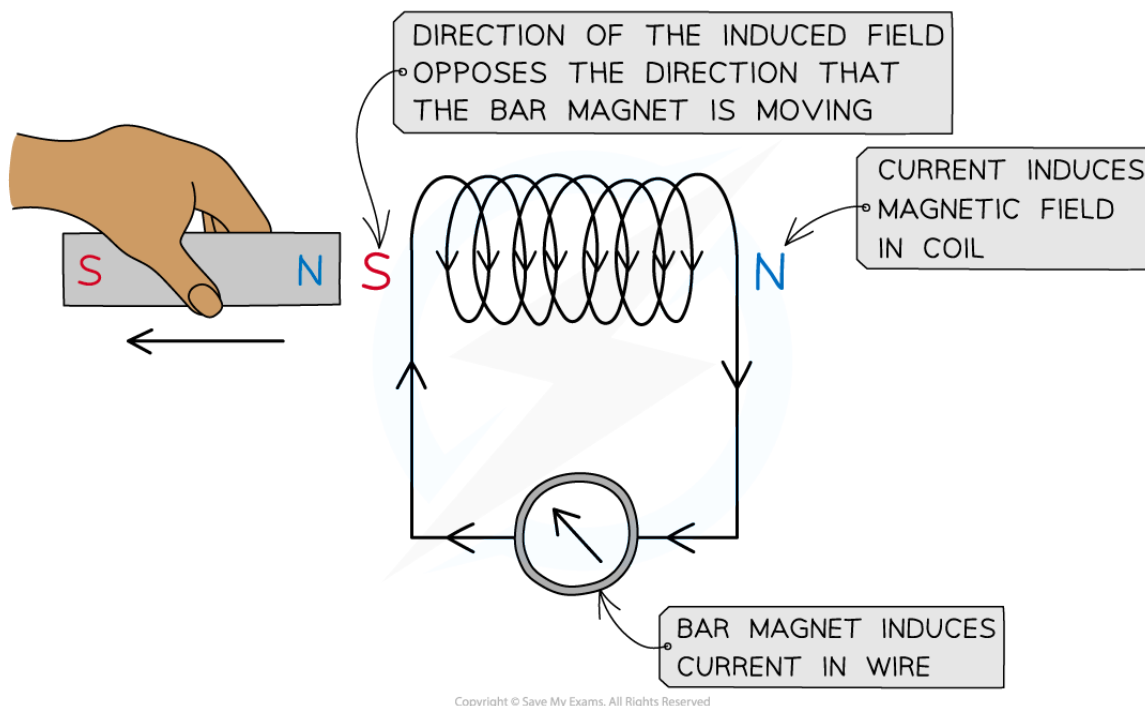 DIRECTION OF THE INDUCED FIELD
OPPOSES THE DIRECTION THAT
THE BAR MAGNET IS MOVING
CURRENT INDUCES
MAGNETIC FIELD
IN COIL
S
N
S
N
BAR MAGNET INDUCES
CURRENT IN WIRE
Copyright © Save My Exams. All Rights Reserved